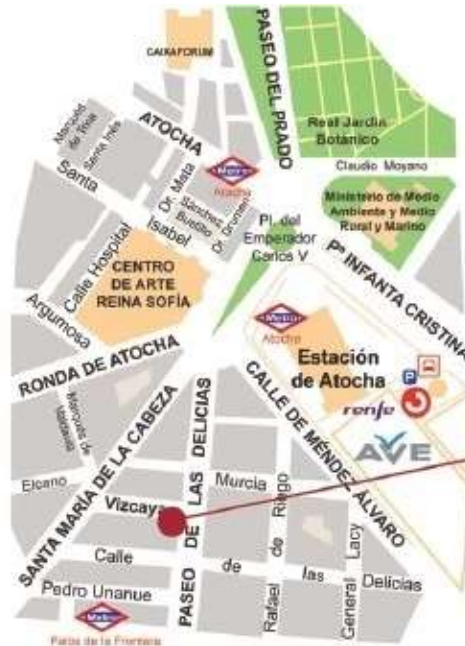 CAIXAFORUM
PASEO DEL PRADO
Real Jardín
Botánico
Marqués
de Toca
Santa Inés
ATOCHA
Claudio Moyano
Santa
Isabel
Dr. Mata
Metro
Atocha
Sánchez
Bustillo
Dr. Drumen
Ministerio de Medio
Ambiente y Medio
Rural y Marino
Pl. del
Emperador
Carlos V
Calle Hospital
CENTRO
DE ARTE
REINA SOFÍA
Pº INFANTA CRISTINA
Argumosa
Metro
Atocha
RONDA DE ATOCHA
Estación
de Atocha
P
renfe
AVE
Marqués de
Valdavia
SANTA MARÍA DE LA CABEZA
PASEO DE LAS DELICIAS
CALLE DE MÉNDEZ ÁLVARO
Elcano
Murcia
Vizcaya
Rafael de Riego
General Lacy
Calle de las Delicias
Pedro Unanue
Metro
Palos de la Frontera